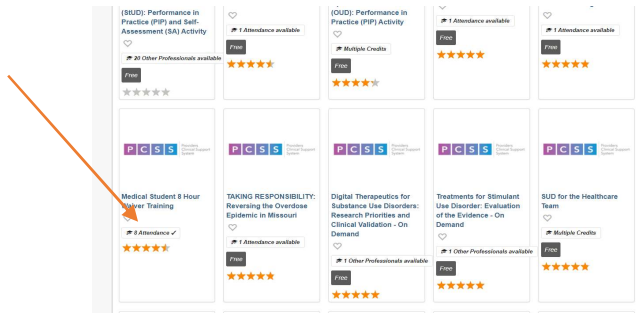 (StUD): Performance in
Practice (PIP) and Self-
Assessment (SA) Activity
20 Other Professionals available
Free
1 Attendance available
Free
(OUD): Performance in
Practice (PIP) Activity
Multiple Credits
Free
1 Attendance available
Free
1 Attendance available
Free
PCSS Providers
Clinical Support
System
Medical Student 8 Hour
Waiver Training
8 Attendance ✓
PCSS Providers
Clinical Support
System
TAKING RESPONSIBILITY:
Reversing the Overdose
Epidemic in Missouri
1 Attendance available
Free
PCSS Providers
Clinical Support
System
Digital Therapeutics for
Substance Use Disorders:
Research Priorities and
Clinical Validation - On
Demand
1 Other Professionals available
Free
PCSS Providers
Clinical Support
System
Treatments for Stimulant
Use Disorder: Evaluation
of the Evidence - On
Demand
1 Other Professionals available
Free
PCSS Providers
Clinical Support
System
SUD for the Healthcare
Team
Multiple Credits
Free